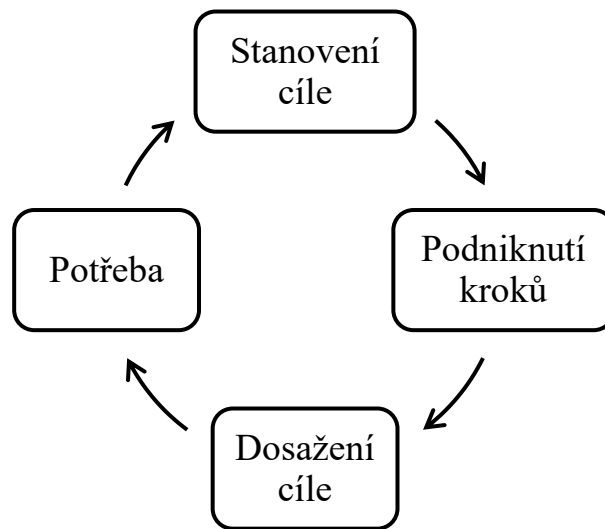 Stanovení
cíle
Potřeba
Podniknutí
kroků
Dosažení
cíle